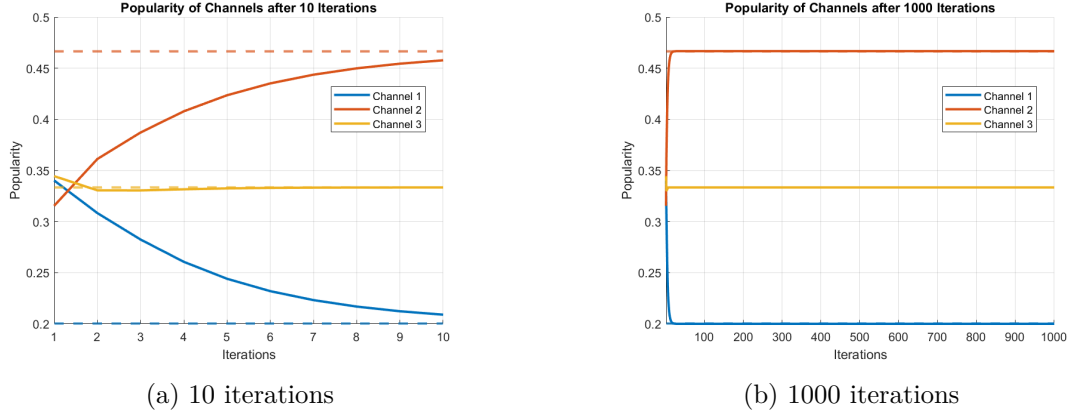 Popularity of Channels after 10 Iterations
0.5
0.45
0.4
0.35
0.3
0.25
0.2
Popularity
Channel 1
Channel 2
Channel 3
1 2 3 4 5 6 7 8 9 10
Iterations
(a) 10 iterations
Popularity of Channels after 1000 Iterations
0.5
0.45
0.4
0.35
0.3
0.25
0.2
Popularity
Channel 1
Channel 2
Channel 3
100 200 300 400 500 600 700 800 900 1000
Iterations
(b) 1000 iterations